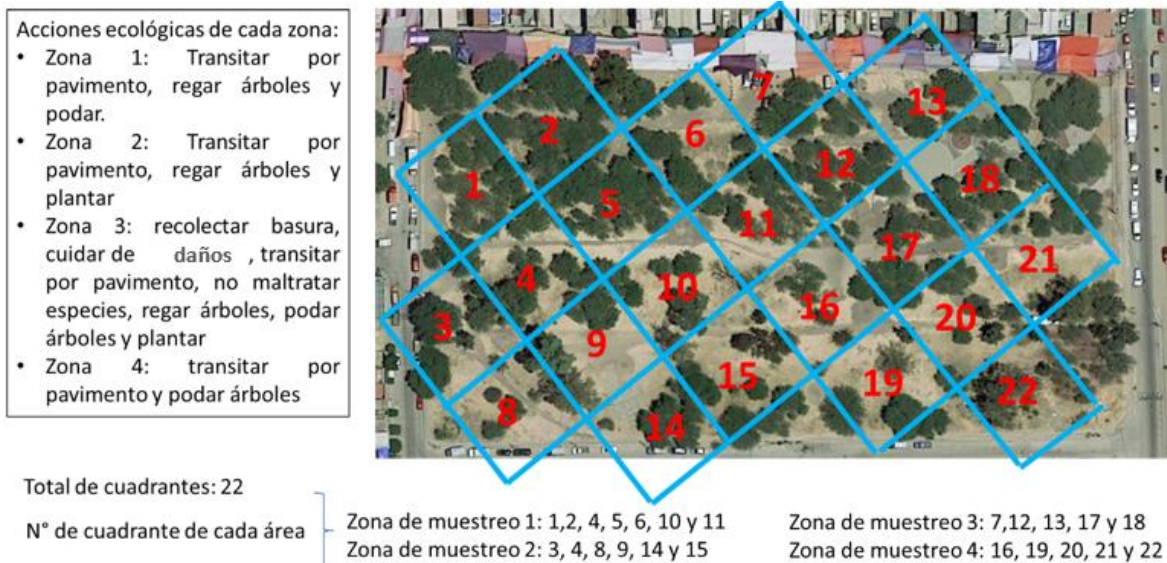 Acciones ecológicas de cada zona:
• Zona 1: Transitar por
pavimento, regar árboles y
podar.
• Zona 2: Transitar por
pavimento, regar árboles y
plantar
• Zona 3: recolectar basura,
cuidar de daños , transitar
por pavimento, no maltratar
especies, regar árboles, podar
árboles y plantar
• Zona 4: transitar por
pavimento y podar árboles
7
13
6
2
12
1
18
5
11
17
21
4
10
16
20
3
9
15
19
22
8
14
Total de cuadrantes: 22
N° de cuadrante de cada área
Zona de muestreo 1: 1,2, 4, 5, 6, 10 y 11
Zona de muestreo 2: 3, 4, 8, 9, 14 y 15
Zona de muestreo 3: 7,12, 13, 17 y 18
Zona de muestreo 4: 16, 19, 20, 21 y 22